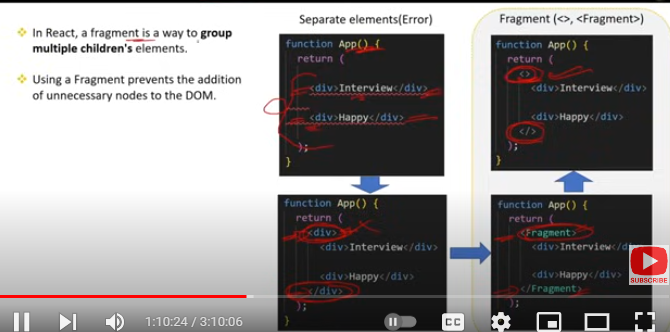 Separate elements(Error)
Fragment (<>, <Fragment>)
In React, a fragment is a way to group
multiple children's elements.
Using a Fragment prevents the addition
of unnecessary nodes to the DOM.
function App() {
return (
<div>Interview</div>
<div>Happy</div>
);
}
function App() {
return (
<>
<div>Interview</div>
<div>Happy</div>
</>
);
}
function App() {
return (
<div>
<div>Interview</div>
<div>Happy</div>
</div>
);
}
function App() {
return (
<Fragment>
<div>Interview</di
<div>Happy</div>
</Fragment>
);
SUBSCRIBE
1:10:24 / 3:10:06
CC